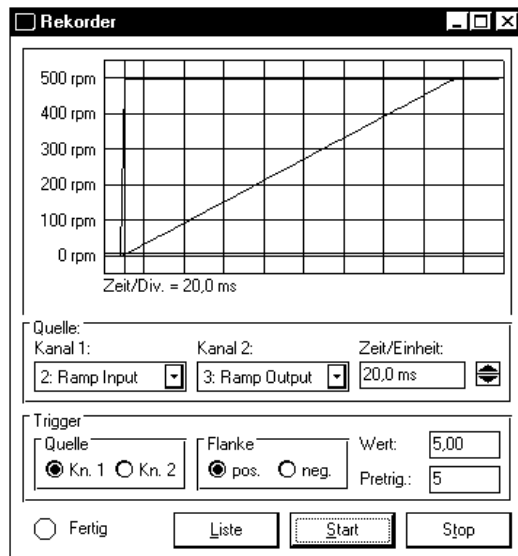 Rekorder
500 rpm
400 rpm
300 rpm
200 rpm
100 rpm
0 rpm
Zeit/Div. = 20,0 ms
Quelle:
Kanal 1: Kanal 2: Zeit/Einheit:
2: Ramp Input 3: Ramp Output 20,0 ms
Trigger
Quelle Flanke Wert: 5,00
Kn. 1 Kn. 2 pos. neg. Pretrig.: 5
Fertig Liste Start Stop